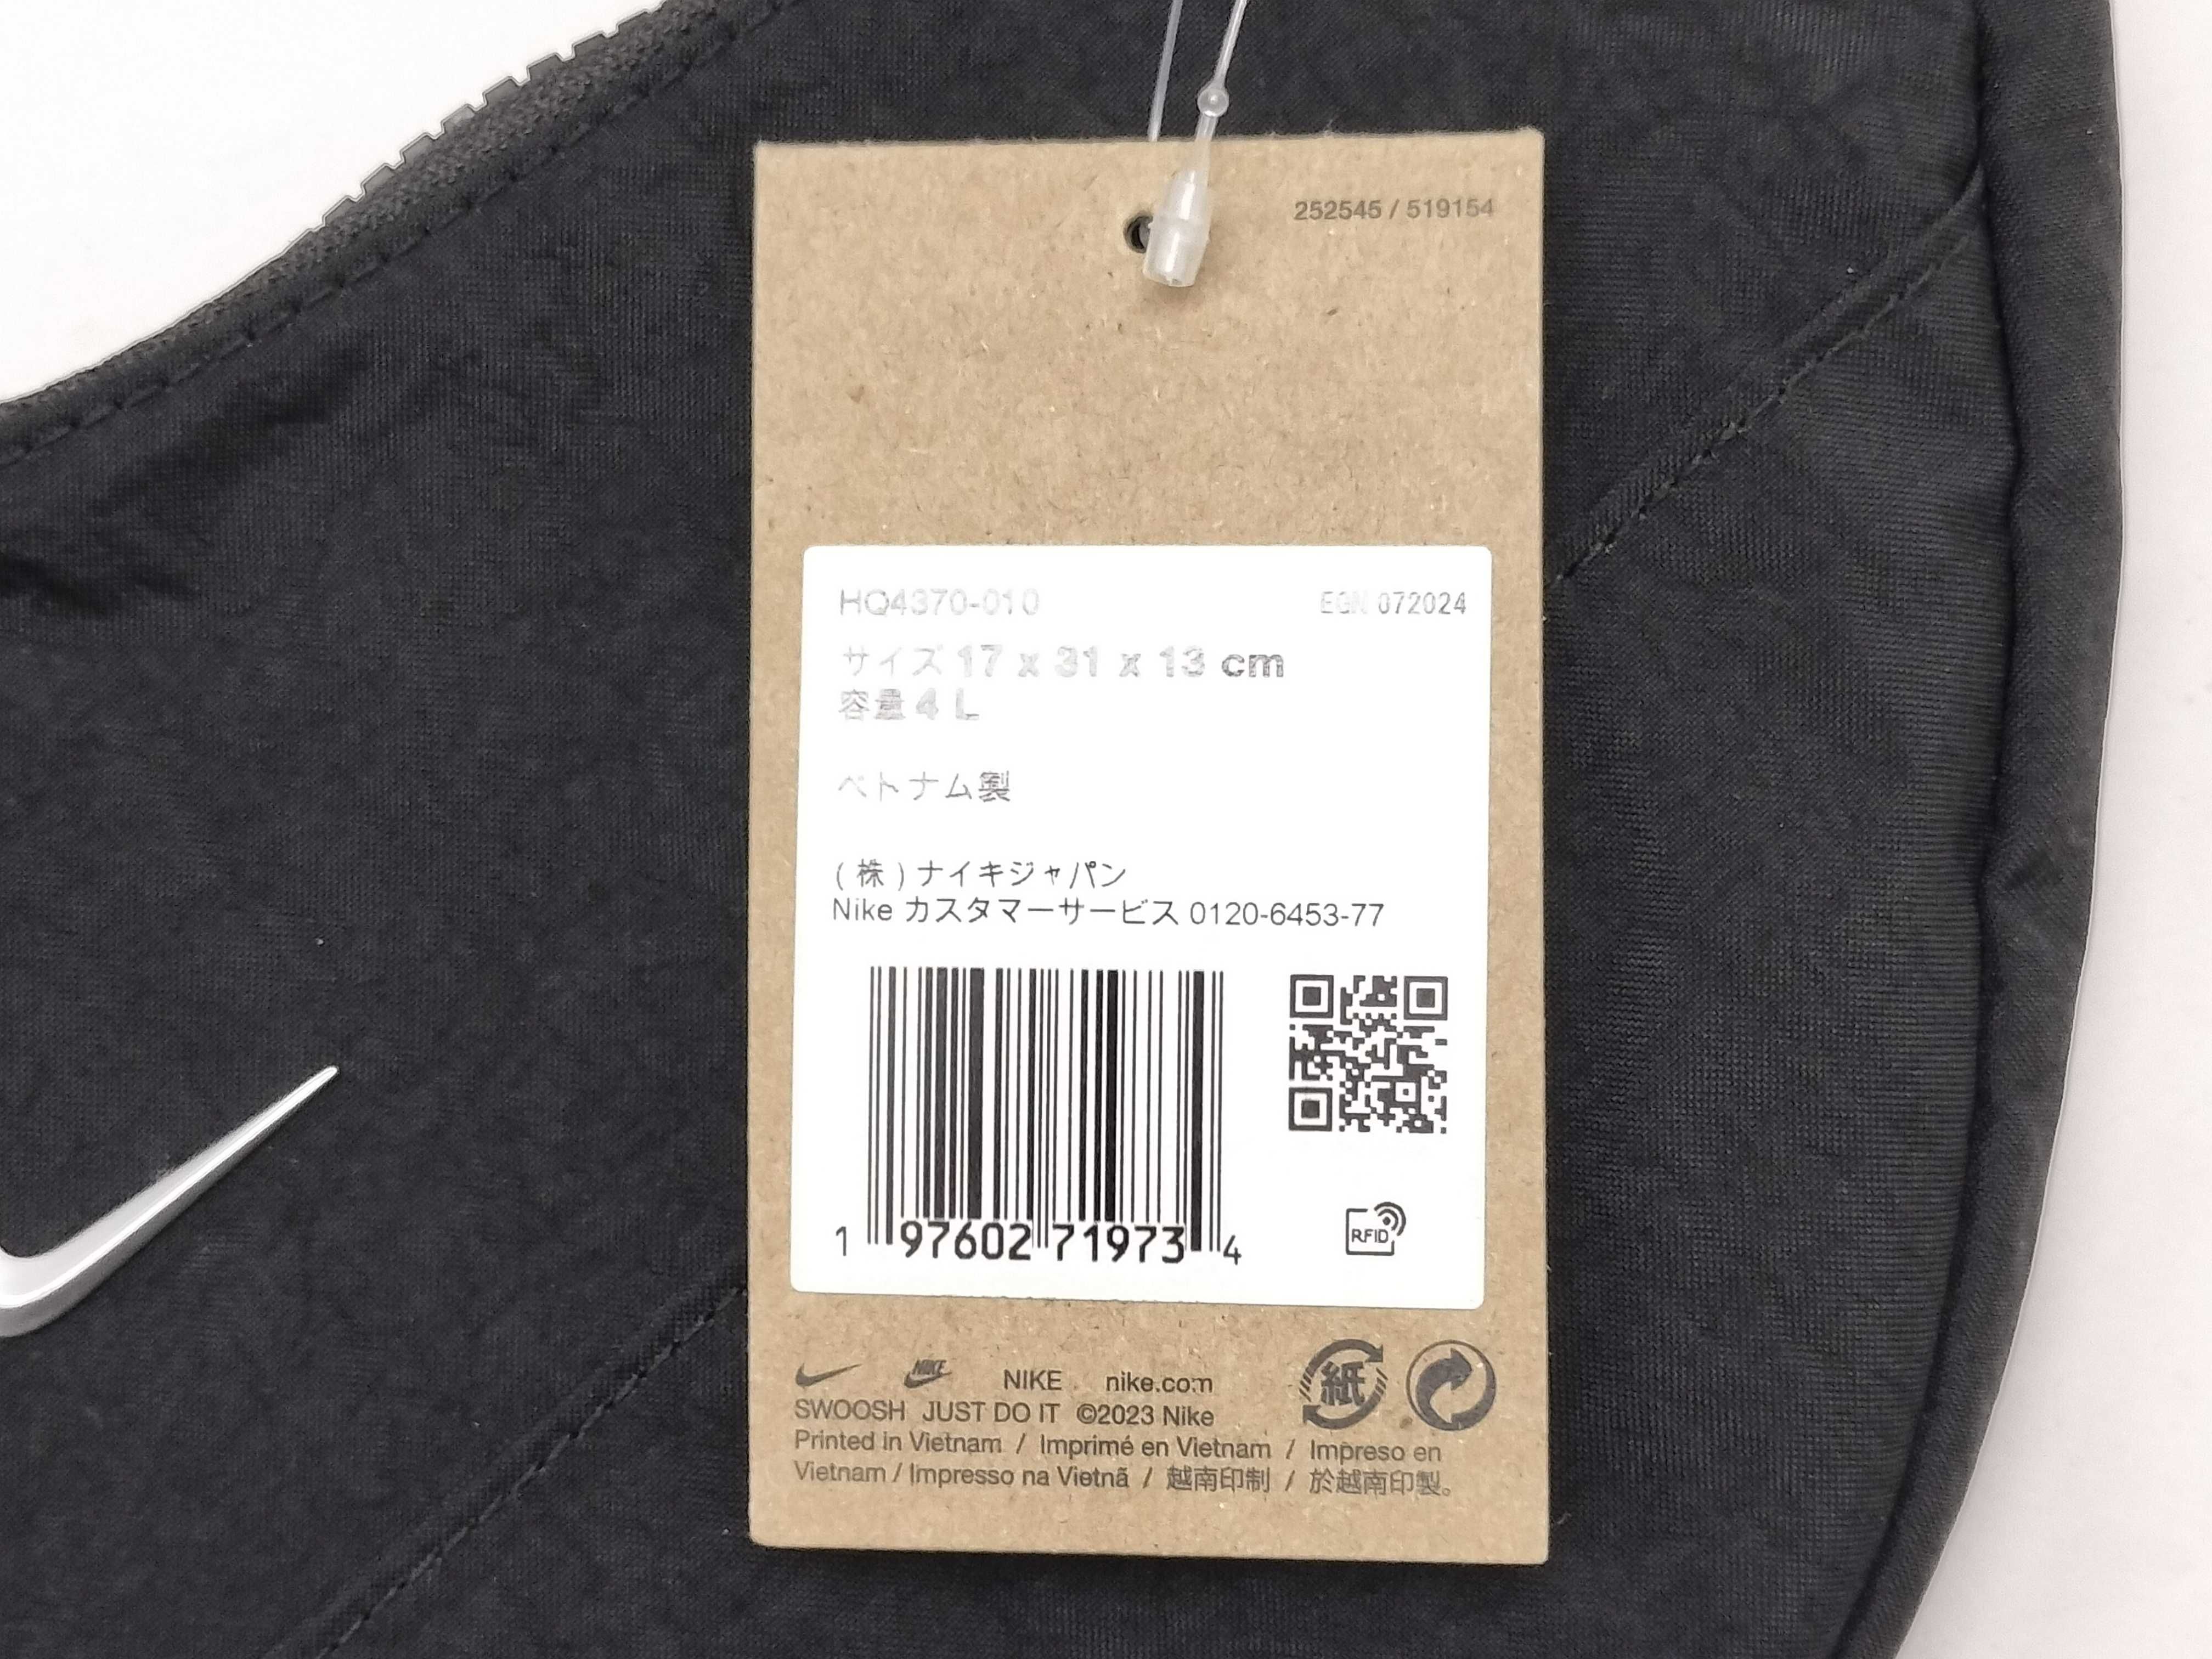 252545 / 519154
HQ4370-010
EGN 072024
サイズ 17 x 31 x 13 cm
容量 4 L
ベトナム製
( 株 ) ナイキジャパン
Nike カスタマーサービス 0120-6453-77
1 97602 71973 4
RFID
NIKE NIKE nike.com
紙
SWOOSH JUST DO IT ©2023 Nike
Printed in Vietnam / Imprimé en Vietnam / Impreso en
Vietnam / Impresso na Vietnã / 越南印制 / 於越南印製。